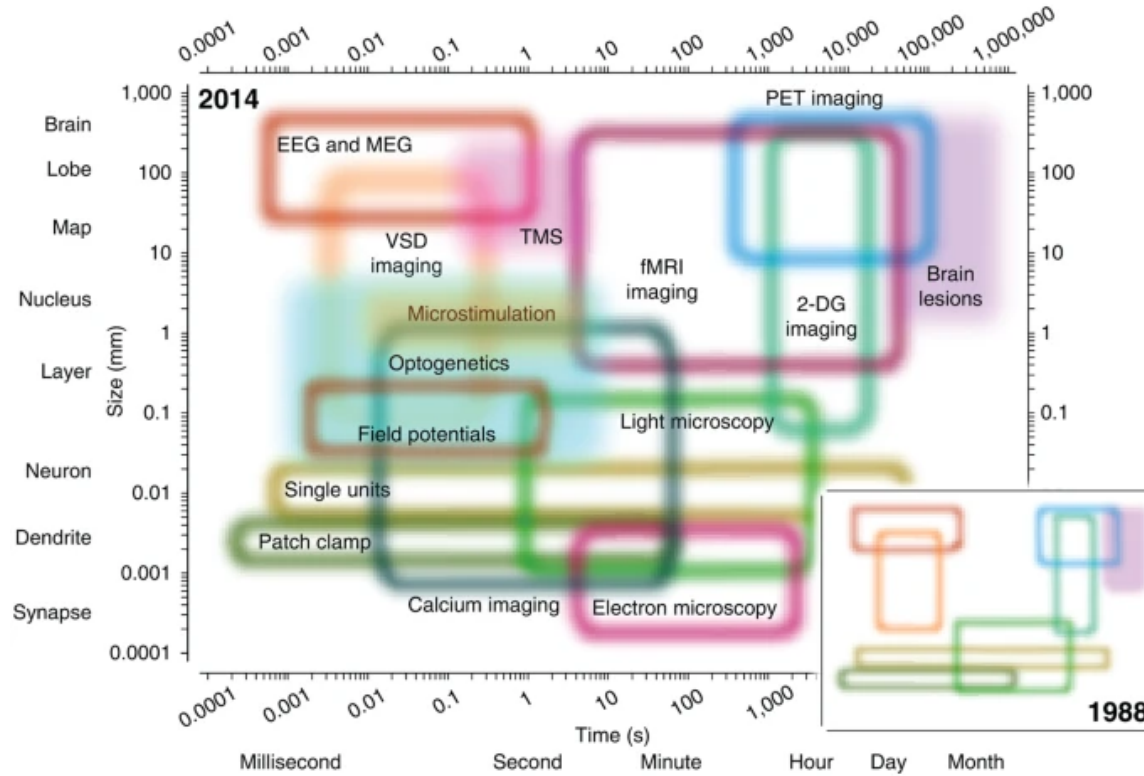 0.0001 0.001 0.01 0.1 1 10 100 1,000 10,000 100,000 1,000,000
2014
1,000
Brain
Lobe
100
Map
10
Nucleus
1
Layer
0.1
Neuron
0.01
Dendrite
0.001
Synapse
0.0001
Size (mm)
EEG and MEG
VSD
imaging
TMS
PET imaging
fMRI
imaging
2-DG
imaging
Brain
lesions
Microstimulation
Optogenetics
Field potentials
Light microscopy
Single units
Patch clamp
Calcium imaging
Electron microscopy
1,000
100
10
1
0.1
1988
0.0001 0.001 0.01 0.1 1 10 100 1,000
Time (s)
Millisecond Second Minute Hour Day Month